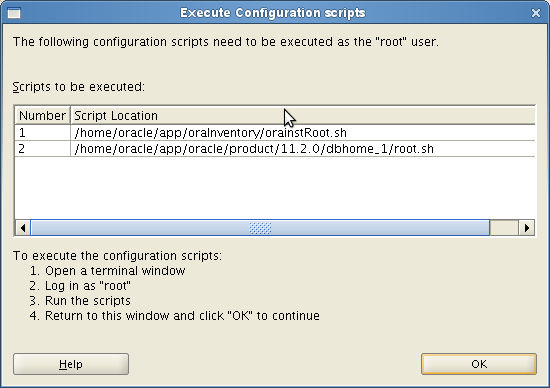 Execute Configuration scripts
The following configuration scripts need to be executed as the "root" user.
Scripts to be executed:
Number Script Location
1 /home/oracle/app/oraInventory/orainstRoot.sh
2 /home/oracle/app/oracle/product/11.2.0/dbhome_1/root.sh
To execute the configuration scripts:
1. Open a terminal window
2. Log in as "root"
3. Run the scripts
4. Return to this window and click "OK" to continue
Help OK